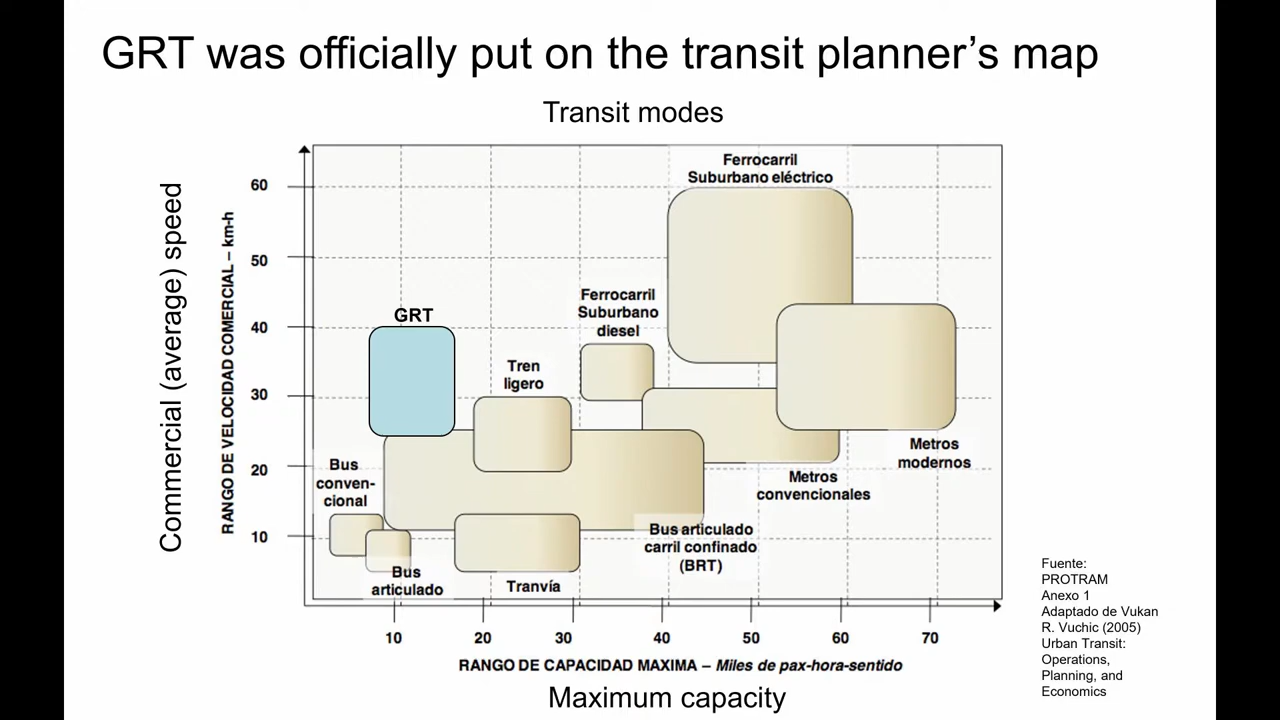 GRT was officially put on the transit planner’s map
Transit modes
Commercial (average) speed
RANGO DE VELOCIDAD COMERCIAL – km-h
60
50
40
30
20
10
Ferrocarril
Suburbano eléctrico
GRT
Ferrocarril
Suburbano
diesel
Tren
ligero
Bus
conven-
cional
Bus
articulado
Tranvía
Bus articulado
carril confinado
(BRT)
Metros
convencionales
Metros
modernos
10
20
30
40
50
60
70
RANGO DE CAPACIDAD MAXIMA – Miles de pax-hora-sentido
Maximum capacity
Fuente:
PROTRAM
Anexo 1
Adaptado de Vukan
R. Vuchic (2005)
Urban Transit:
Operations,
Planning, and
Economics